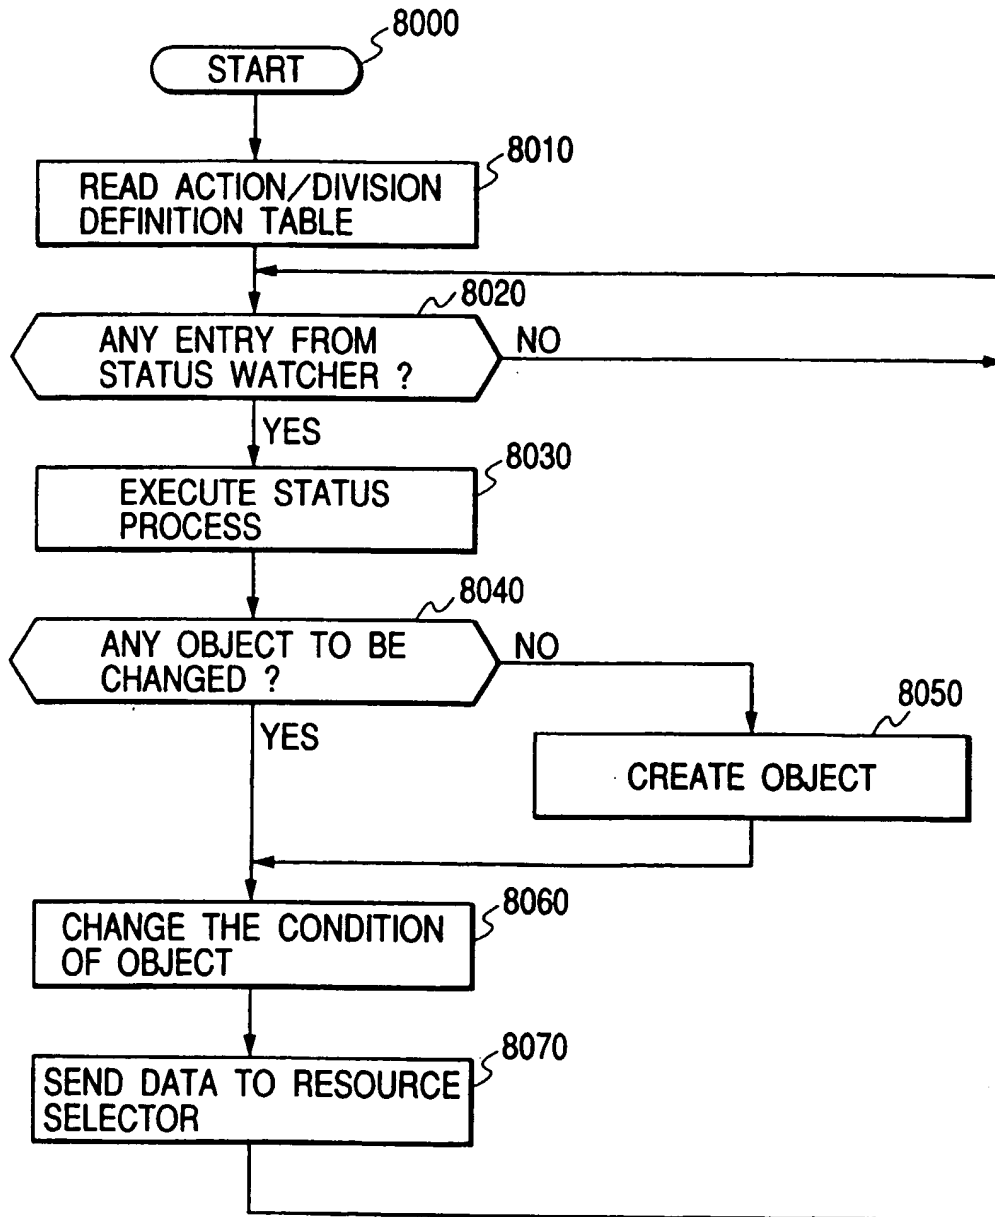 8000
START
8010
READ ACTION/DIVISION
DEFINITION TABLE
8020
ANY ENTRY FROM
STATUS WATCHER ?
NO
YES
8030
EXECUTE STATUS
PROCESS
8040
ANY OBJECT TO BE
CHANGED ?
NO
YES
8050
CREATE OBJECT
8060
CHANGE THE CONDITION
OF OBJECT
8070
SEND DATA TO RESOURCE
SELECTOR